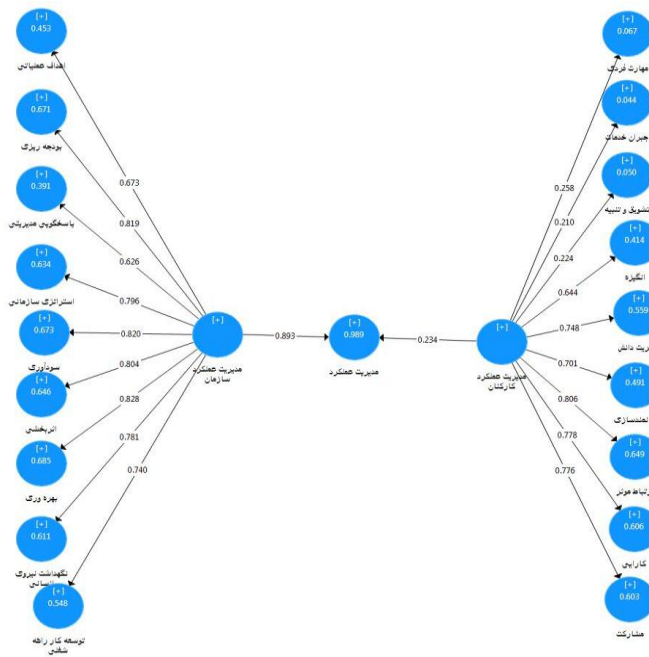 [+]
0.453
اهداف عملیاتی
[+]
0.671
بودجه ریزی
[+]
0.391
پاسخگویی مدیریتی
[+]
0.634
استراتژی سازمانی
[+]
0.673
سودآوری
[+]
0.646
اثربخشی
[+]
0.685
بهره وری
[+]
0.611
نگهداشت نیروی
انسانی
[+]
0.548
توسعه کار راهه
شغلی
0.673
0.819
0.626
0.796
0.820
0.804
0.828
0.781
0.740
[+]
مدیریت عملکرد
سازمان
0.893
[+]
0.989
مدیریت عملکرد
0.234
[+]
مدیریت عملکرد
کارکنان
0.258
0.210
0.224
0.644
0.748
0.701
0.806
0.778
0.776
[+]
0.067
مهارت فردی
[+]
0.044
جبران خدمات
[+]
0.050
تشویق و تنبیه
[+]
0.414
انگیزه
[+]
0.559
ریت دانش
[+]
0.491
نمندسازی
[+]
0.649
رتباط موثر
[+]
0.606
کارایی
[+]
0.603
مشارکت